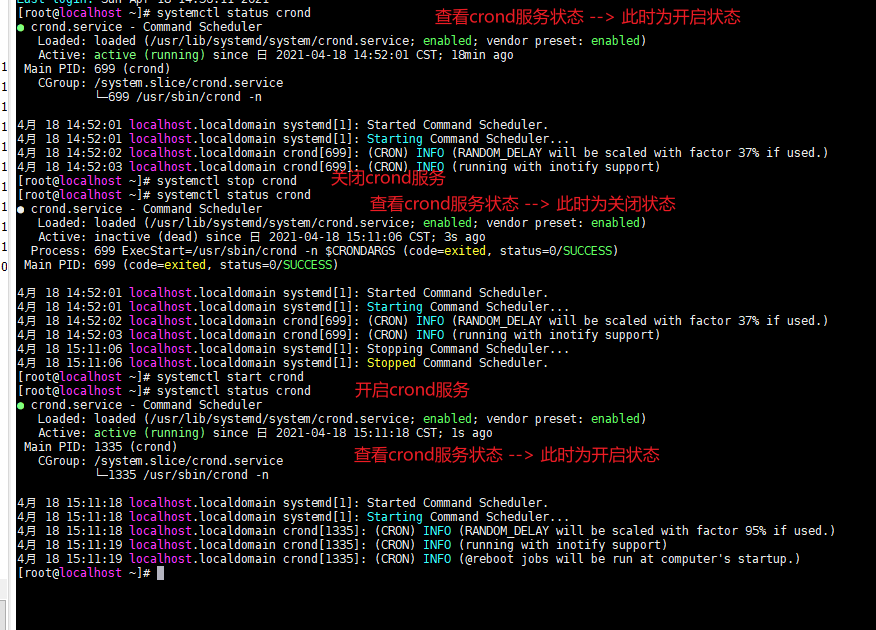 Last login: Sun Apr 18 14:56:11 2021
[root@localhost ~]# systemctl status crond
查看crond服务状态 --> 此时为开启状态
● crond.service - Command Scheduler
Loaded: loaded (/usr/lib/systemd/system/crond.service; enabled; vendor preset: enabled)
Active: active (running) since 日 2021-04-18 14:52:01 CST; 18min ago
Main PID: 699 (crond)
CGroup: /system.slice/crond.service
└─699 /usr/sbin/crond -n
4月 18 14:52:01 localhost.localdomain systemd[1]: Started Command Scheduler.
4月 18 14:52:01 localhost.localdomain systemd[1]: Starting Command Scheduler...
4月 18 14:52:02 localhost.localdomain crond[699]: (CRON) INFO (RANDOM_DELAY will be scaled with factor 37% if used.)
4月 18 14:52:03 localhost.localdomain crond[699]: (CRON) INFO (running with inotify support)
[root@localhost ~]# systemctl stop crond
关闭crond服务
[root@localhost ~]# systemctl status crond
查看crond服务状态 --> 此时为关闭状态
● crond.service - Command Scheduler
Loaded: loaded (/usr/lib/systemd/system/crond.service; enabled; vendor preset: enabled)
Active: inactive (dead) since 日 2021-04-18 15:11:06 CST; 3s ago
Process: 699 ExecStart=/usr/sbin/crond -n $CRONDARGS (code=exited, status=0/SUCCESS)
Main PID: 699 (code=exited, status=0/SUCCESS)
4月 18 14:52:01 localhost.localdomain systemd[1]: Started Command Scheduler.
4月 18 14:52:01 localhost.localdomain systemd[1]: Starting Command Scheduler...
4月 18 14:52:02 localhost.localdomain crond[699]: (CRON) INFO (RANDOM_DELAY will be scaled with factor 37% if used.)
4月 18 14:52:03 localhost.localdomain crond[699]: (CRON) INFO (running with inotify support)
4月 18 15:11:06 localhost.localdomain systemd[1]: Stopping Command Scheduler...
4月 18 15:11:06 localhost.localdomain systemd[1]: Stopped Command Scheduler.
[root@localhost ~]# systemctl start crond
[root@localhost ~]# systemctl status crond
开启crond服务
● crond.service - Command Scheduler
Loaded: loaded (/usr/lib/systemd/system/crond.service; enabled; vendor preset: enabled)
Active: active (running) since 日 2021-04-18 15:11:18 CST; 1s ago
Main PID: 1335 (crond)
查看crond服务状态 --> 此时为开启状态
CGroup: /system.slice/crond.service
└─1335 /usr/sbin/crond -n
4月 18 15:11:18 localhost.localdomain systemd[1]: Started Command Scheduler.
4月 18 15:11:18 localhost.localdomain systemd[1]: Starting Command Scheduler...
4月 18 15:11:18 localhost.localdomain crond[1335]: (CRON) INFO (RANDOM_DELAY will be scaled with factor 95% if used.)
4月 18 15:11:19 localhost.localdomain crond[1335]: (CRON) INFO (running with inotify support)
4月 18 15:11:19 localhost.localdomain crond[1335]: (CRON) INFO (@reboot jobs will be run at computer's startup.)
[root@localhost ~]#